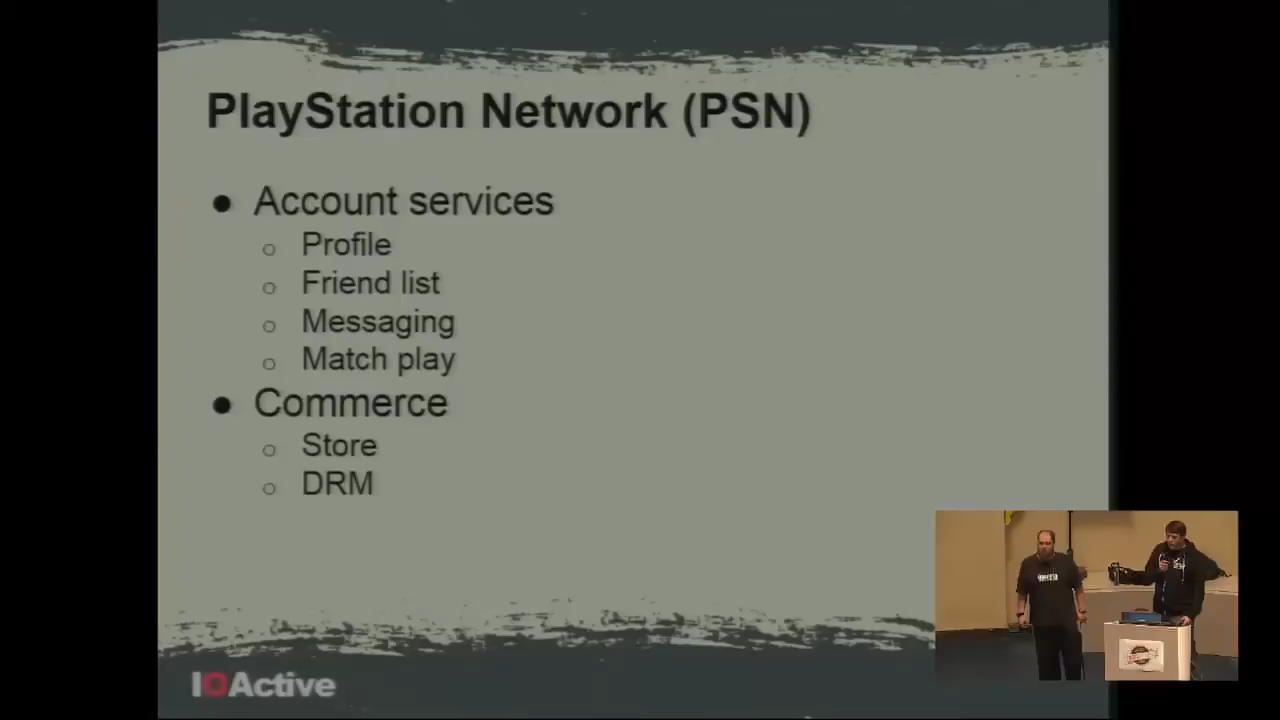 PlayStation Network (PSN)
● Account services
○ Profile
○ Friend list
○ Messaging
○ Match play
● Commerce
○ Store
○ DRM
IOActive